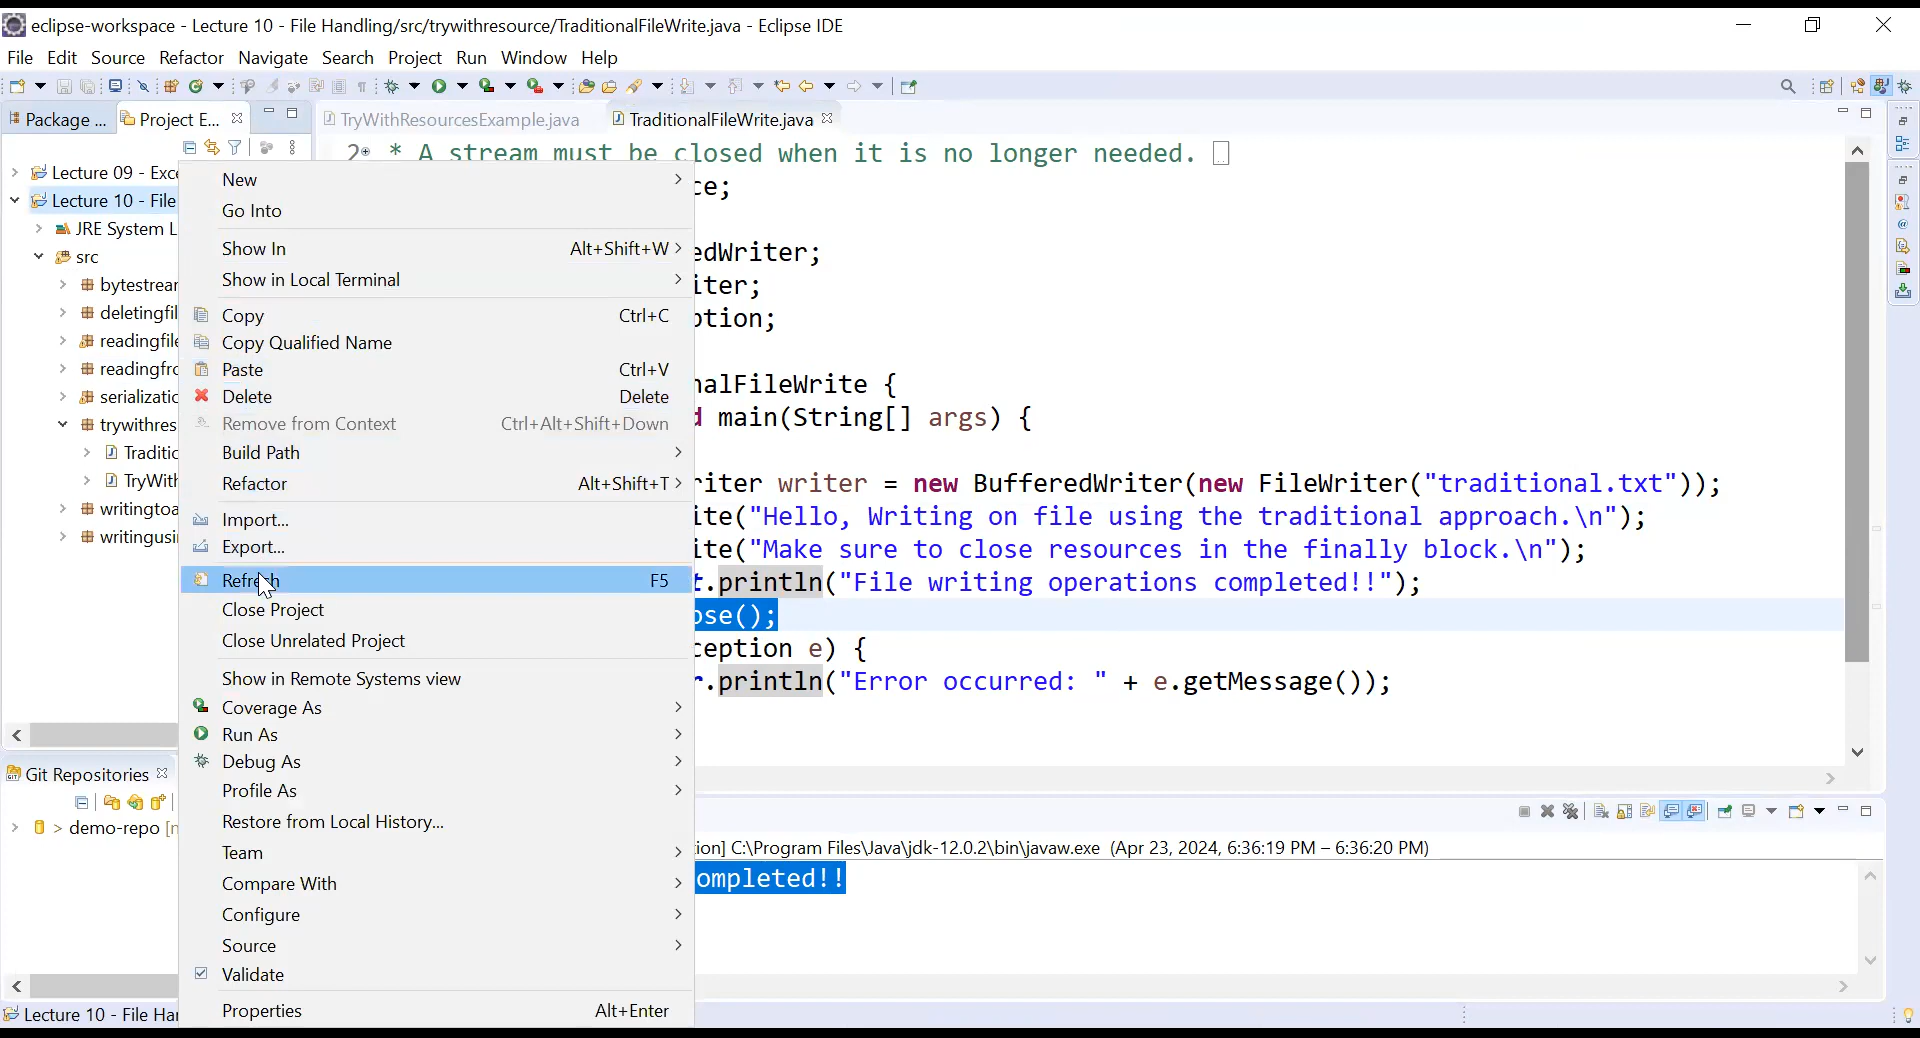 eclipse-workspace - Lecture 10 - File Handling/src/trywithresource/TraditionalFileWrite.java - Eclipse IDE
File Edit Source Refactor Navigate Search Project Run Window Help
Package ... Project E... TryWithResourcesExample.java TraditionalFileWrite.java
2 * A stream must be closed when it is no longer needed.
Lecture 09 - Exce
Lecture 10 - File
JRE System L
src
bytestrear
deletingfil
readingfile
readingfro
serializatio
trywithres
Traditio
TryWith
writingtoa
writingusi
New
Go Into
Show In Alt+Shift+W
Show in Local Terminal
Copy Ctrl+C
Copy Qualified Name
Paste Ctrl+V
Delete Delete
Remove from Context Ctrl+Alt+Shift+Down
Build Path
Refactor Alt+Shift+T
Import...
Export...
Refresh F5
Close Project
Close Unrelated Project
Show in Remote Systems view
Coverage As
Run As
Debug As
Profile As
Restore from Local History...
Team
Compare With
Configure
Source
Validate
Properties Alt+Enter
ce;
edWriter;
iter;
ption;
nalFileWrite {
d main(String[] args) {
riter writer = new BufferedWriter(new FileWriter("traditional.txt"));
ite("Hello, Writing on file using the traditional approach.\n");
ite("Make sure to close resources in the finally block.\n");
t.println("File writing operations completed!!");
ose();
ception e) {
r.println("Error occurred: " + e.getMessage());
Git Repositories
> demo-repo [n
tion] C:\Program Files\Java\jdk-12.0.2\bin\javaw.exe (Apr 23, 2024, 6:36:19 PM – 6:36:20 PM)
ompleted!!
Lecture 10 - File Har